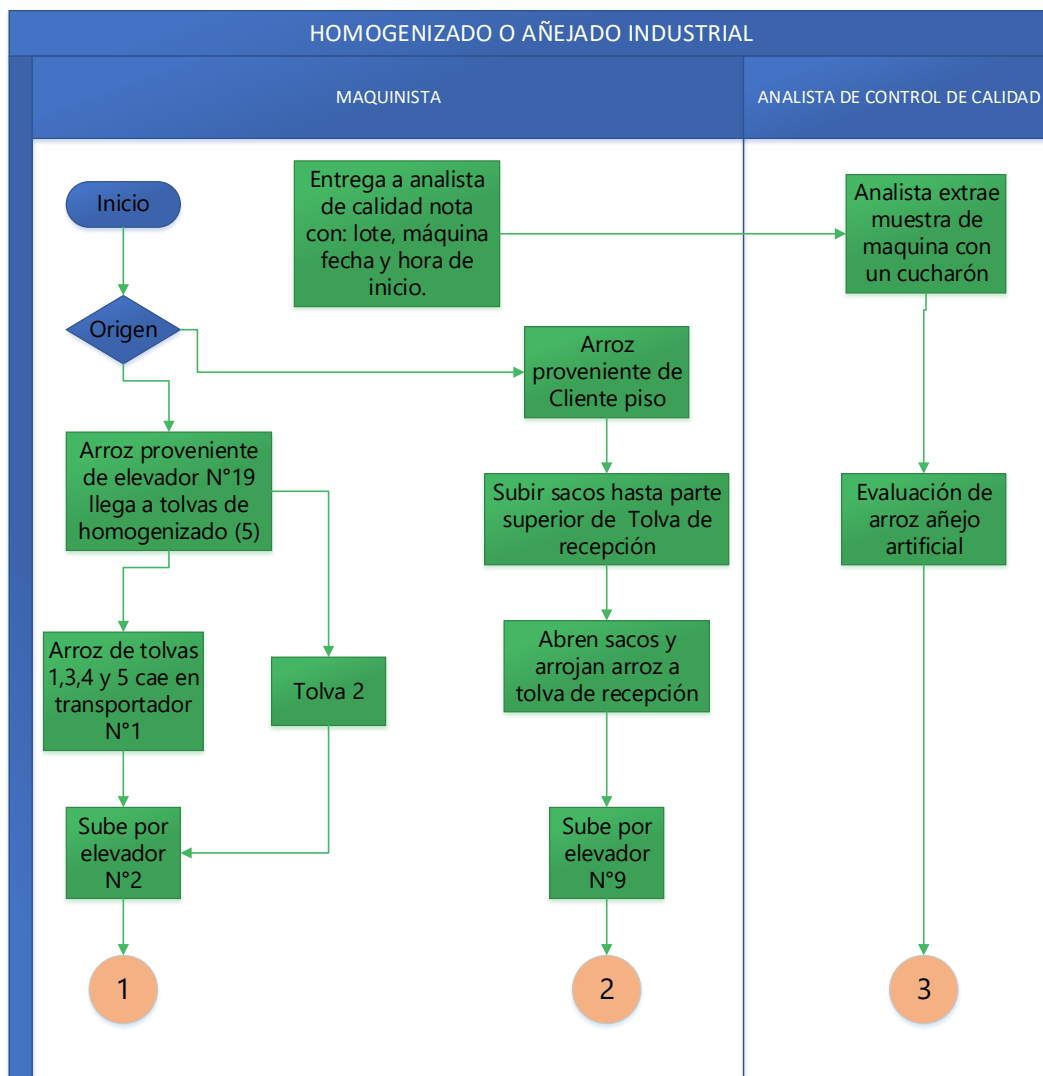 HOMOGENIZADO O AÑEJADO INDUSTRIAL
MAQUINISTA
ANALISTA DE CONTROL DE CALIDAD
Inicio
Entrega a analista
de calidad nota
con: lote, máquina
fecha y hora de
inicio.
Analista extrae
muestra de
maquina con
un cucharón
Origen
Arroz
proveniente de
Cliente piso
Arroz proveniente
de elevador N°19
llega a tolvas de
homogenizado (5)
Subir sacos hasta parte
superior de Tolva de
recepción
Evaluación de
arroz añejo
artificial
Arroz de tolvas
1,3,4 y 5 cae en
transportador
N°1
Tolva 2
Abren sacos y
arrojan arroz a
tolva de recepción
Sube por
elevador
N°2
Sube por
elevador
N°9
1
2
3